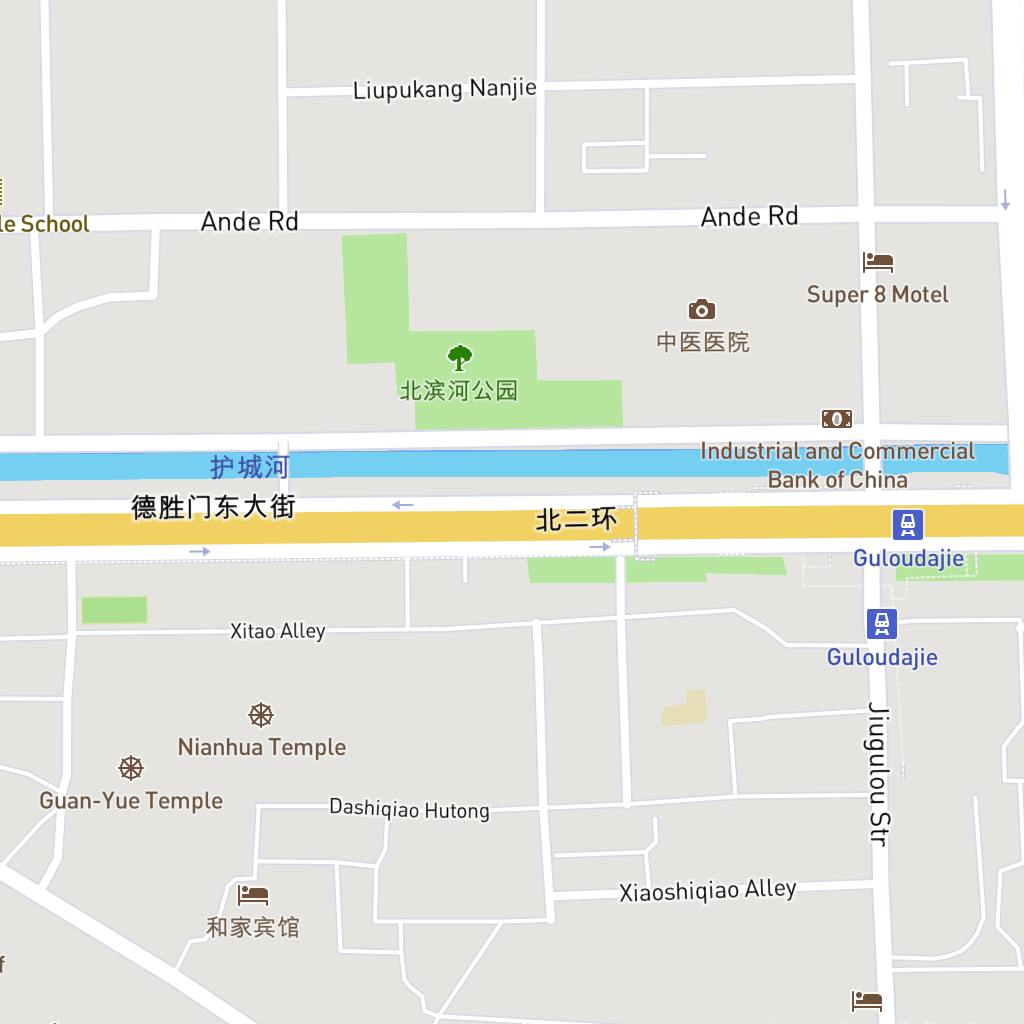 Liupukang Nanjie
Ande Rd
Ande Rd
le School
Super 8 Motel
中医医院
北滨河公园
Industrial and Commercial
Bank of China
护城河
德胜门东大街
北二环
Guloudajie
Xitao Alley
Guloudajie
Jiugulou Str
Nianhua Temple
Guan-Yue Temple
Dashiqiao Hutong
Xiaoshiqiao Alley
和家宾馆
f